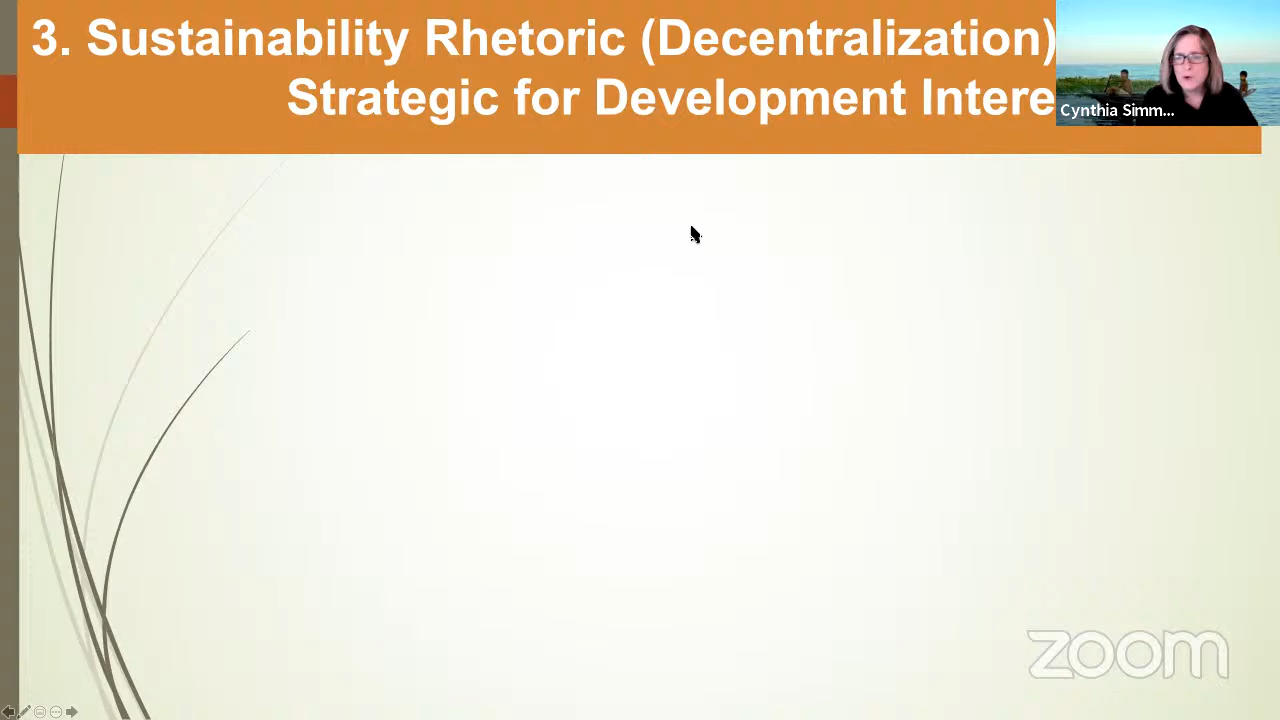 3. Sustainability Rhetoric (Decentralization)
Strategic for Development Intere
Cynthia Simm...
zoom